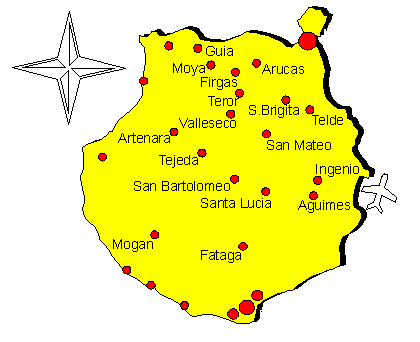 Guia
Moya
Arucas
Firgas
Teror
S.Brigita
Valleseco
Telde
Artenara
San Mateo
Tejeda
Ingenio
San Bartolomeo
Santa Lucia
Aguimes
Mogan
Fataga